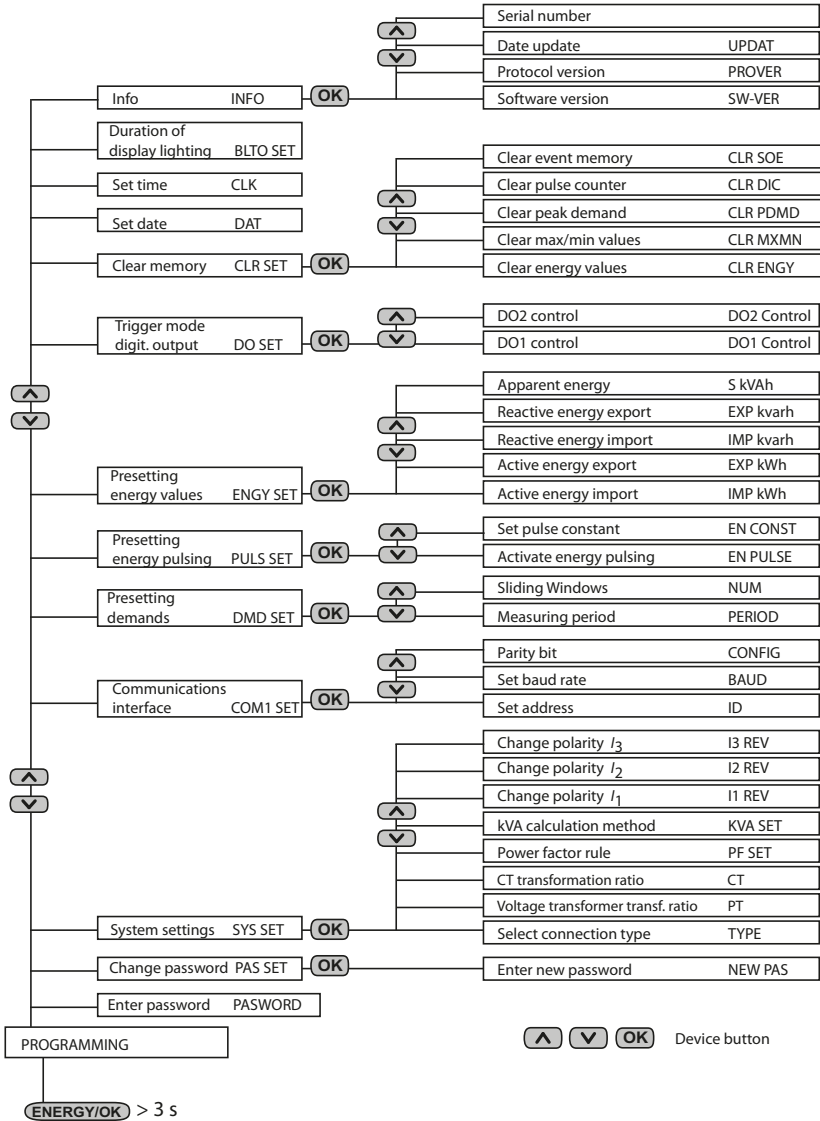 Serial number
Date update UPDAT
Protocol version PROVER
Info INFO OK Software version SW-VER
Duration of
display lighting BLTO SET
Clear event memory CLR SOE
Set time CLK
Clear pulse counter CLR DIC
Clear peak demand CLR PDMD
Set date DAT
Clear max/min values CLR MXMN
Clear memory CLR SET OK Clear energy values CLR ENGY
DO2 control DO2 Control
Trigger mode
digit. output DO SET OK DO1 control DO1 Control
Apparent energy S kVAh
Reactive energy export EXP kvarh
Reactive energy import IMP kvarh
Active energy export EXP kWh
Presetting
energy values ENGY SET OK Active energy import IMP kWh
Set pulse constant EN CONST
Presetting
energy pulsing PULS SET OK Activate energy pulsing EN PULSE
Sliding Windows NUM
Presetting
demands DMD SET OK Measuring period PERIOD
Parity bit CONFIG
Set baud rate BAUD
Communications
interface COM1 SET OK Set address ID
Change polarity I3 I3 REV
Change polarity I2 I2 REV
Change polarity I1 I1 REV
kVA calculation method KVA SET
Power factor rule PF SET
CT transformation ratio CT
Voltage transformer transf. ratio PT
System settings SYS SET OK Select connection type TYPE
Change password PAS SET OK Enter new password NEW PAS
Enter password PASWORD
PROGRAMMING
OK Device button
ENERGY/OK > 3 s